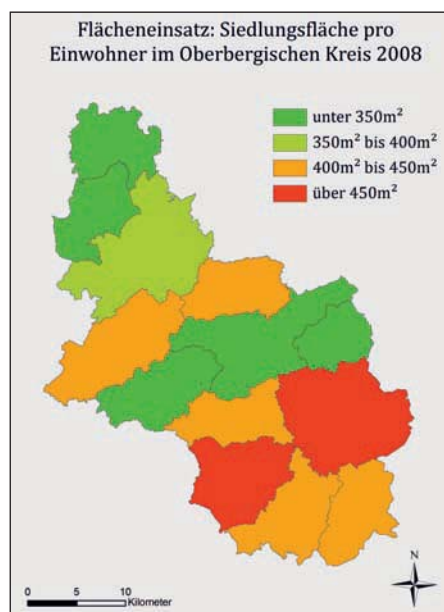 Flächeneinsatz: Siedlungsfläche pro
Einwohner im Oberbergischen Kreis 2008
unter 350m²
350m² bis 400m²
400m² bis 450m²
über 450m²
0 5 10
Kilometer
N